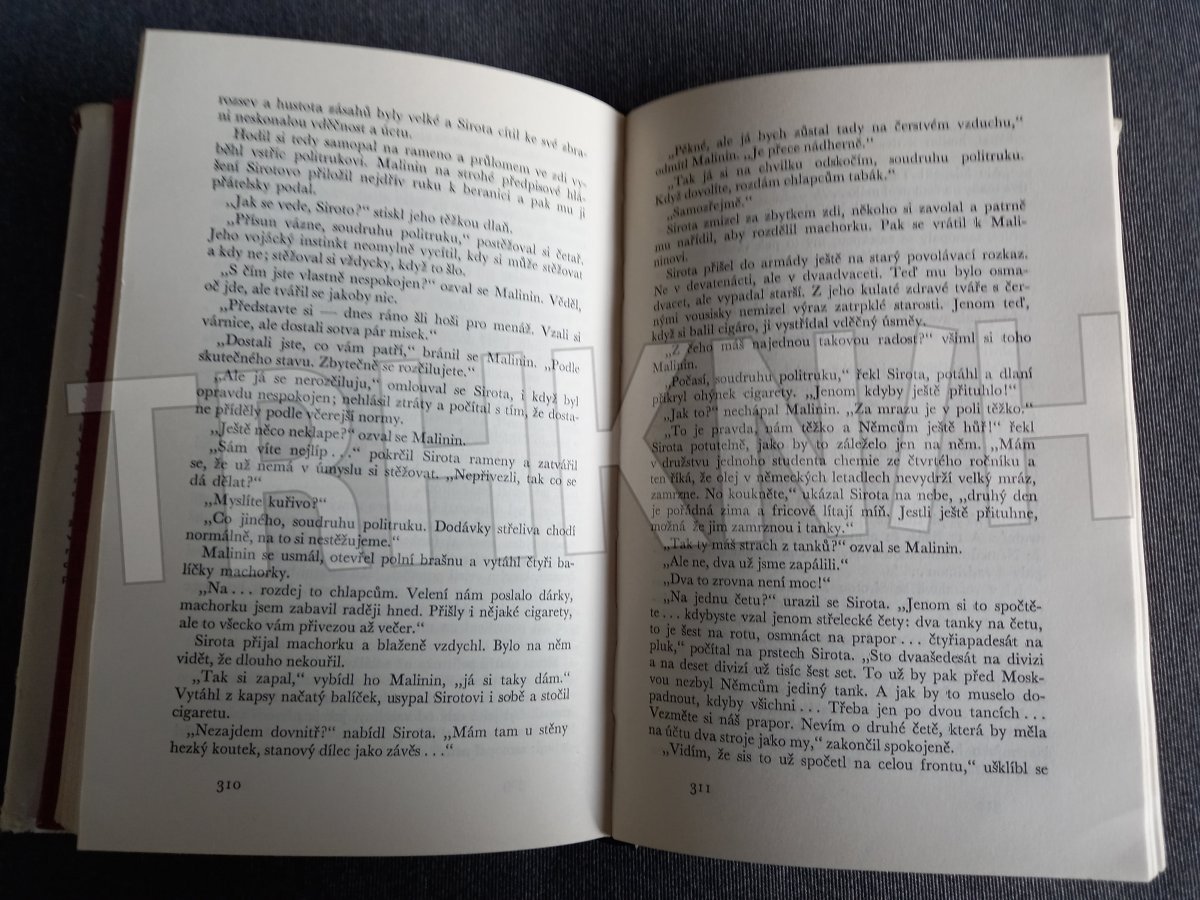 rozsev a hustota zásahů byly velké a Sirota cítil ke své zbra-
ni neskonalou vděčnost a úctu.
Hodil si tedy samopal na rameno a průlomem ve zdi vy-
běhl vstříc politrukovi. Malinin na strohé předpisové hlá-
šení Sirotovo přiložil nejdřív ruku k beranici a pak mu ji
přátelsky podal.
„Jak se vede, Siroto?“ stiskl jeho těžkou dlaň.
„Přísun vázne, soudruhu politruku,“ postěžoval si četař.
Jeho vojácký instinkt neomylně vycítil, kdy si může stěžovat
a kdy ne; stěžoval si vždycky, když to šlo.
„S čím jste vlastně nespokojen?“ ozval se Malinin. Věděl,
oč jde, ale tvářil se jakoby nic.
„Představte si — dnes ráno šli hoši pro menáž. Vzali si
várnice, ale dostali sotva pár misek.“
„Dostali jste, co vám patří,“ bránil se Malinin. „Podle
skutečného stavu. Zbytečně se rozčilujete.“
„Ale já se nerozčiluju,“ omlouval se Sirota, i když byl
opravdu nespokojen; nehlásil ztráty a počítal s tím, že dosta-
ne příděly podle včerejší normy.
„Ještě něco neklape?“ ozval se Malinin.
„Sám víte nejlíp. . .“ pokrčil Sirota rameny a zatvářil
se, že už nemá v úmyslu si stěžovat. „Nepřivezli, tak co se
dá dělat?“
„Myslíte kuřivo?“
„Co jiného, soudruhu politruku. Dodávky střeliva chodí
normálně, na to si nestěžujeme.“
Malinin se usmál, otevřel polní brašnu a vytáhl čtyři ba-
líčky machorky.
„Na. . . rozdej to chlapcům. Velení nám poslalo dárky,
machorku jsem zabavil raději hned. Přišly i nějaké cigarety,
ale to všecko vám přivezou až večer.“
Sirota přijal machorku a blaženě vzdychl. Bylo na něm
vidět, že dlouho nekouřil.
„Tak si zapal,“ vybídl ho Malinin, „já si taky dám.“
Vytáhl z kapsy načatý balíček, usypal Sirotovi i sobě a stočil
cigaretu.
„Nezajdem dovnitř?“ nabídl Sirota. „Mám tam u stěny
hezký koutek, stanový dílec jako závěs . . .“
310
„Pěkné, ale já bych zůstal tady na čerstvém vzduchu,“
odmítl Malinin. „Je přece nádherně.“
„Tak já si na chvilku odskočím, soudruhu politruku.
Když dovolíte, rozdám chlapcům tabák.“
„Samozřejmě.“
Sirota zmizel za zbytkem zdi, někoho si zavolal a patrně
mu nařídil, aby rozdělil machorku. Pak se vrátil k Mali-
ninovi.
Sirota přišel do armády ještě na starý povolávací rozkaz.
Ne v devatenácti, ale v dvaadvaceti. Teď mu bylo osma-
dvacet, ale vypadal starší. Z jeho kulaté zdravé tváře s čer-
nými vousisky nemizel výraz zatrpklé starosti. Jenom teď,
když si balil cigáro, ji vystřídal vděčný úsměv.
„Z čeho máš najednou takovou radost?“ všiml si toho
Malinin.
„Počasí, soudruhu politruku,“ řekl Sirota, potáhl a dlaní
přikryl ohýnek cigarety. „Jenom kdyby ještě přituhlo!“
„Jak to?“ nechápal Malinin. „Za mrazu je v poli těžko.“
„To je pravda, nám těžko a Němcům ještě hůř!“ řekl
Sirota potutelně, jako by to záleželo jen na něm. „Mám
v družstvu jednoho studenta chemie ze čtvrtého ročníku a
ten říká, že olej v německých letadlech nevydrží velký mráz,
zamrzne. No koukněte,“ ukázal Sirota na nebe, „druhý den
je pořádná zima a fricové lítají míň. Jestli ještě přituhne,
možná že jim zamrznou i tanky.“
„Tak ty máš strach z tanků?“ ozval se Malinin.
„Ale ne, dva už jsme zapálili.“
„Dva to zrovna není moc!“
„Na jednu četu?“ urazil se Sirota. „Jenom si to spočtě-
te. . . kdybyste vzal jenom střelecké čety: dva tanky na četu,
to je šest na rotu, osmnáct na prapor. . . čtyřiapadesát na
pluk,“ počítal na prstech Sirota. „Sto dvaašedesát na divizi
a na deset divizí už tisíc šest set. To už by pak před Mosk-
vou nezbyl Němcům jediný tank. A jak by to muselo do-
padnout, kdyby všichni. . . Třeba jen po dvou tancích. . .
Vezměte si náš prapor. Nevím o druhé četě, která by měla
na účtu dva stroje jako my,“ zakončil spokojeně.
„Vidím, že sis to už spočetl na celou frontu,“ ušklíbl se
311
TRHKNIH